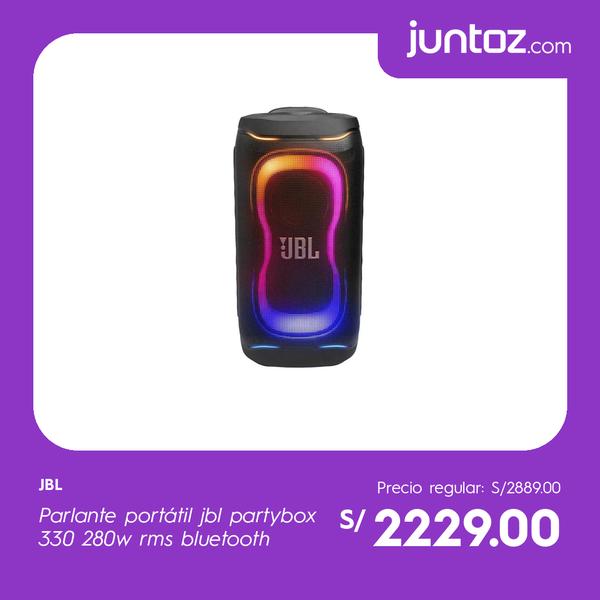 juntoz.com
JBL
JBL
Parlante portátil jbl partybox
330 280w rms bluetooth
Precio regular: S/2889.00
S/ 2229.00